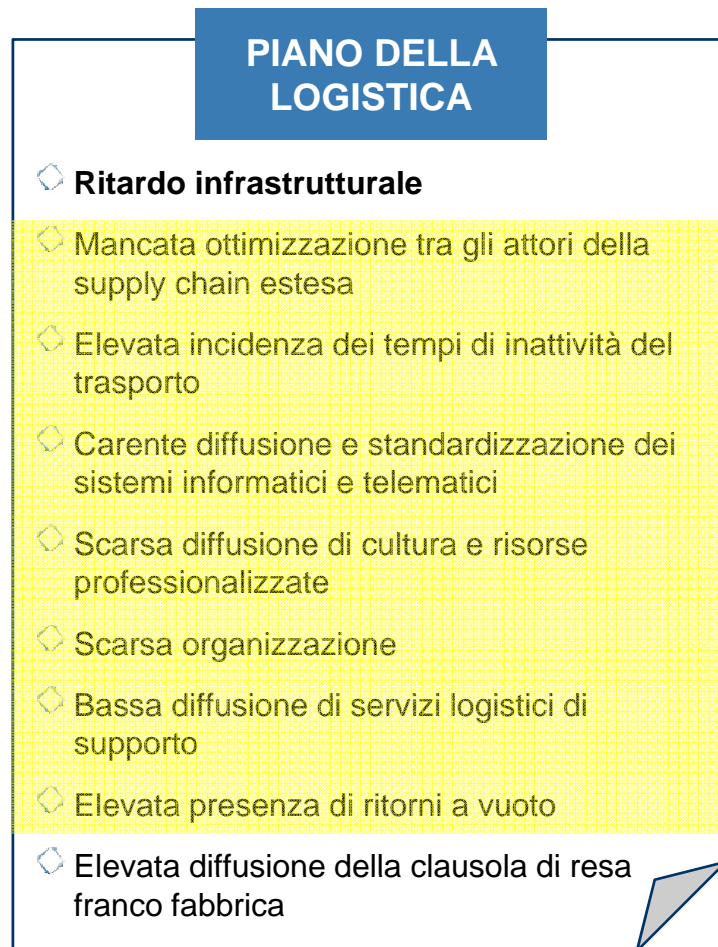 PIANO DELLA
LOGISTICA
Ritardo infrastrutturale
Mancata ottimizzazione tra gli attori della
supply chain estesa
Elevata incidenza dei tempi di inattività del
trasporto
Carente diffusione e standardizzazione dei
sistemi informatici e telematici
Scarsa diffusione di cultura e risorse
professionalizzate
Scarsa organizzazione
Bassa diffusione di servizi logistici di
supporto
Elevata presenza di ritorni a vuoto
Elevata diffusione della clausola di resa
franco fabbrica